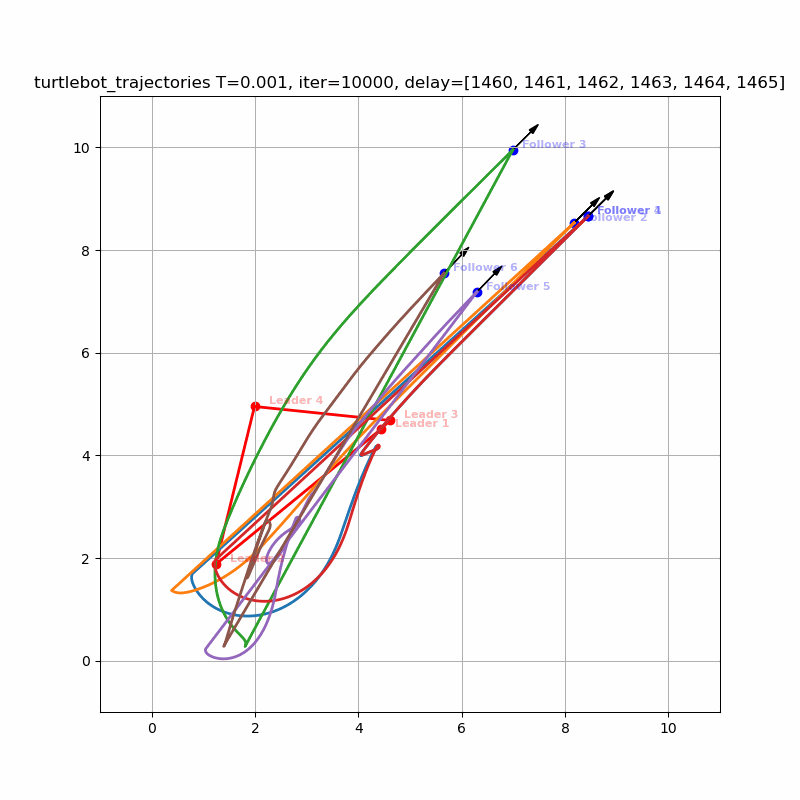 turtlebot_trajectories T=0.001, iter=10000, delay=[1460, 1461, 1462, 1463, 1464, 1465]
10
Follower 3
Follower 4
Follower 2
8
Follower 6
Follower 5
6
Leader 4
Leader 3
Leader 1
4
2
0
0
2
4
6
8
10